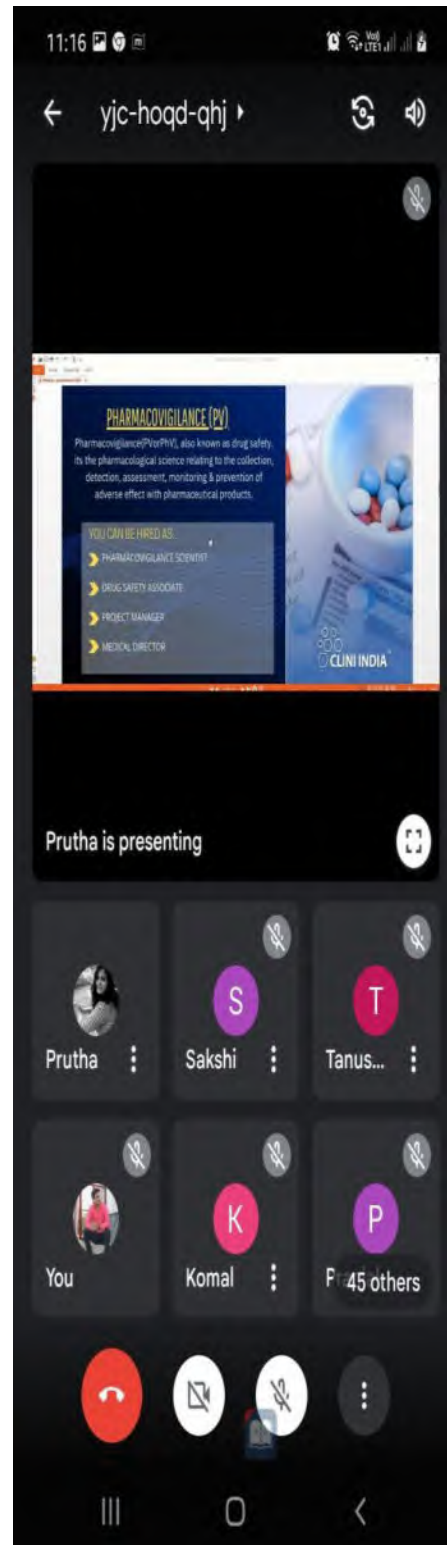 11:16
Vo)) LTE1
yjc-hoqd-qhj
PHARMACOVIGILANCE (PV)
Pharmacovigilance(PVorPhV), also known as drug safety.
its the pharmacological science relating to the collection,
detection, assessment, monitoring & prevention of
adverse effect with pharmaceutical products.
YOU CAN BE HIRED AS:
PHARMACOVIGILANCE SCIENTIST
DRUG SAFETY ASSOCIATE
PROJECT MANAGER
MEDICAL DIRECTOR
CLINI INDIA
Prutha is presenting
S
T
Prutha
Sakshi
Tanus...
K
P
You
Komal
45 others